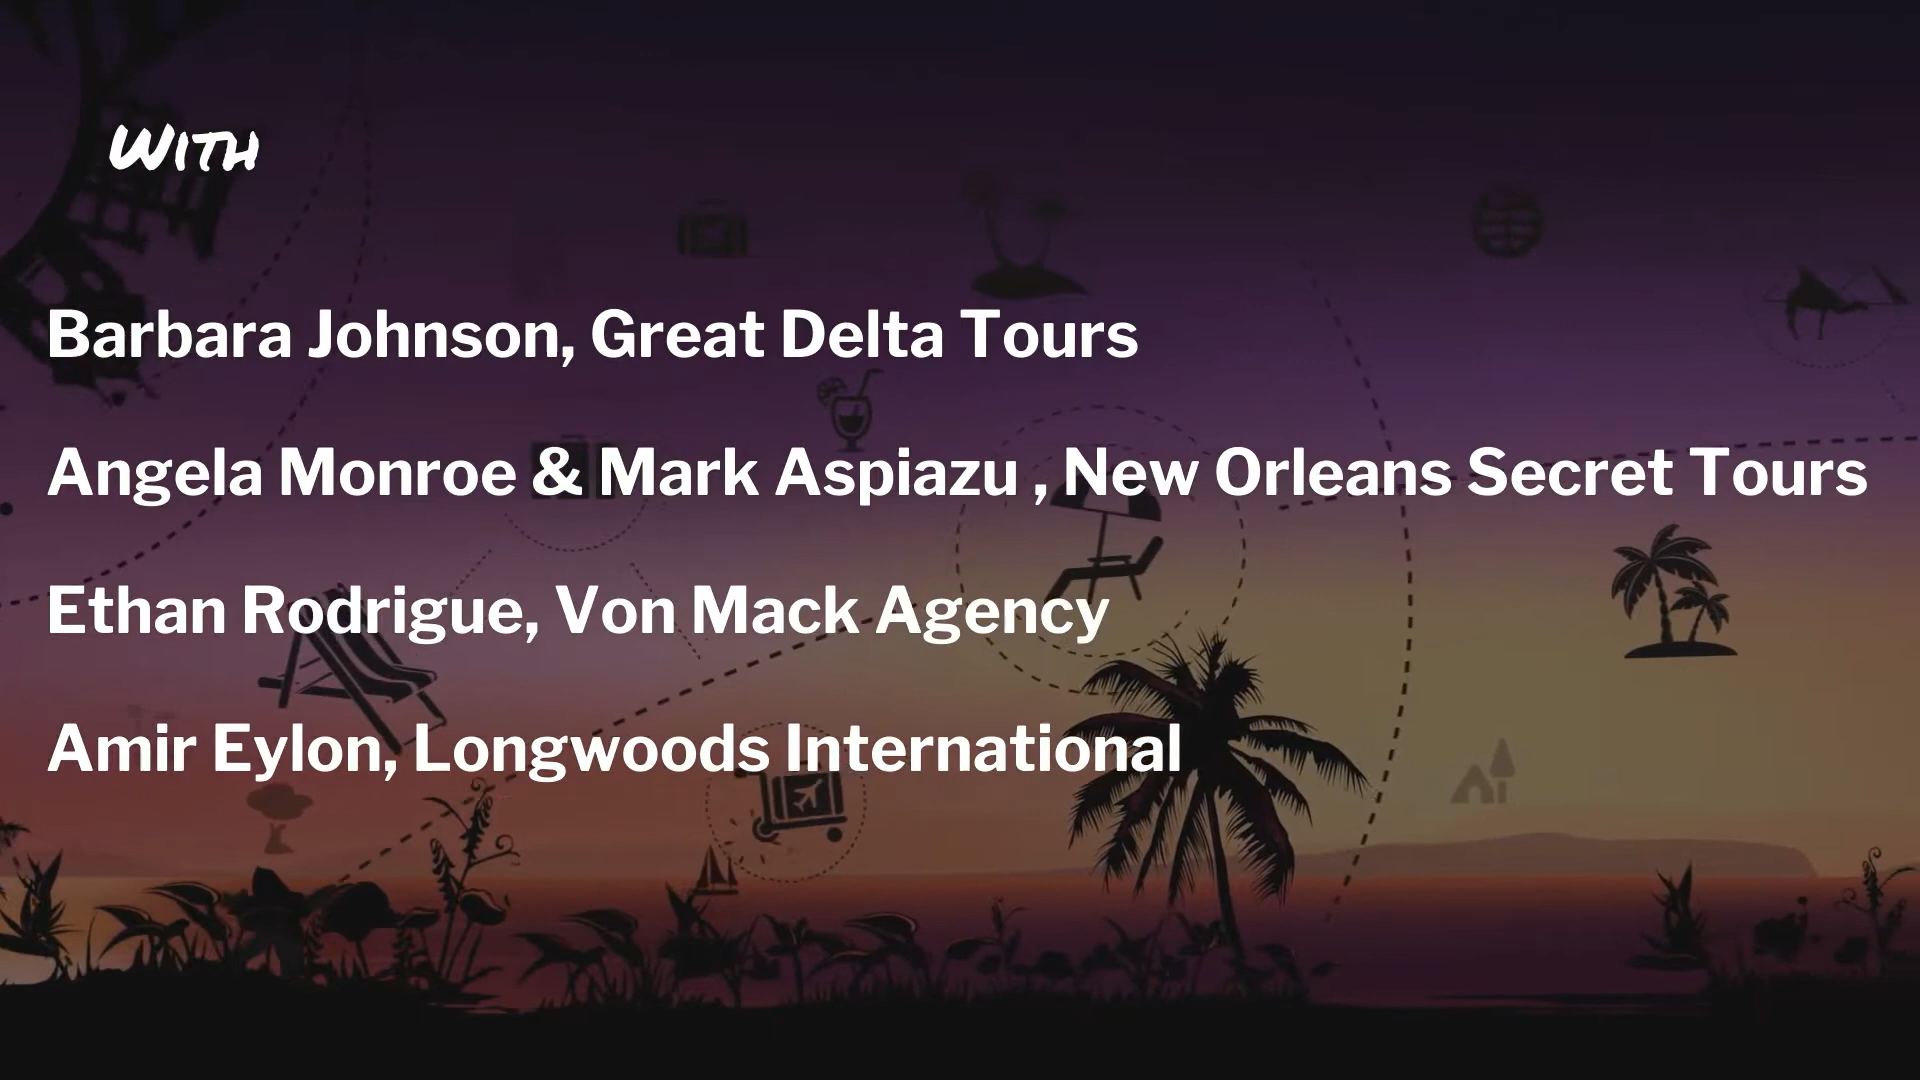 With
Barbara Johnson, Great Delta Tours
Angela Monroe & Mark Aspiazu , New Orleans Secret Tours
Ethan Rodrigue, Von Mack Agency
Amir Eylon, Longwoods International